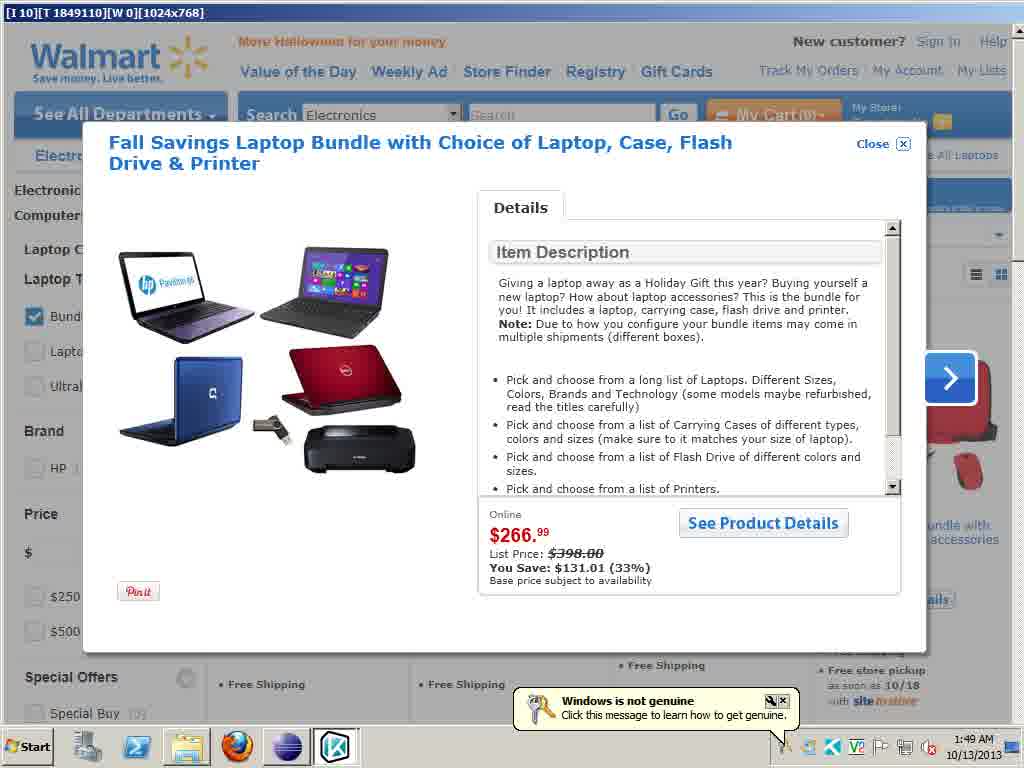 [I 10][T 1849110][W 0][1024x768]
Walmart
Save money. Live better.
More Halloween for your money
New customer? Sign In Help
Value of the Day Weekly Ad Store Finder Registry Gift Cards
Track My Orders My Account My Lists
See All Departments
Search Electronics Search Go My Cart(0)
My Store:
Fall Savings Laptop Bundle with Choice of Laptop, Case, Flash
Drive & Printer
Close
Electro
e All Laptops
Electronic
Computer
Details
Laptop C
Item Description
Laptop T
Giving a laptop away as a Holiday Gift this year? Buying yourself a
new laptop? How about laptop accessories? This is the bundle for
you! It includes a laptop, carrying case, flash drive and printer.
Note: Due to how you configure your bundle items may come in
multiple shipments (different boxes).
hp Pavilion g6
Bundl
Lapto
Ultral
• Pick and choose from a long list of Laptops. Different Sizes,
Colors, Brands and Technology (some models maybe refurbished,
read the titles carefully)
• Pick and choose from a list of Carrying Cases of different types,
colors and sizes (make sure to it matches your size of laptop).
• Pick and choose from a list of Flash Drive of different colors and
sizes.
• Pick and choose from a list of Printers.
DELL
Brand
HP
Price
$
$250
$500
Online
$266.99
List Price: $398.00
You Save: $131.01 (33%)
Base price subject to availability
See Product Details
undle with
accessories
ails
Pin it
Special Offers
Special Buy (0)
• Free Shipping
• Free Shipping
• Free Shipping
• Free store pickup
as soon as 10/18
with site to store
Windows is not genuine
Click this message to learn how to get genuine.
Start
1:49 AM
10/13/2013